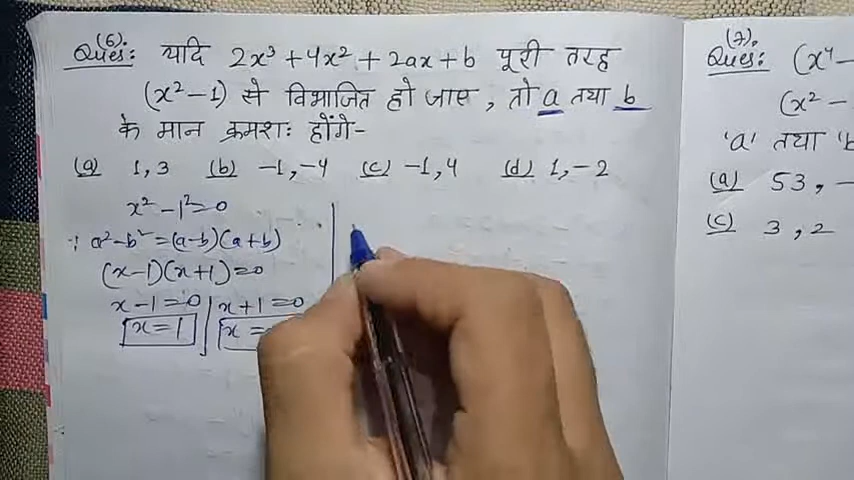 (6).
Ques: यदि 2x³ + 4x² + 2ax + b पूरी तरह
(x² – 1) से विभाजित हो जाए , तो a तथा b
के मान क्रमशः होंगे–
(a) 1, 3 (b) –1, –4 (c) –1, 4 (d) 1, – 2
x² – 1² = 0
∵ a² – b² = (a – b) (a + b)
(x – 1) (x + 1) = 0
x – 1 = 0 x + 1 = 0
x = 1 x =
(7).
Ques: (x⁴ –
(x² –
'a' तथा 'b
(a) 53, –
(c) 3, 2